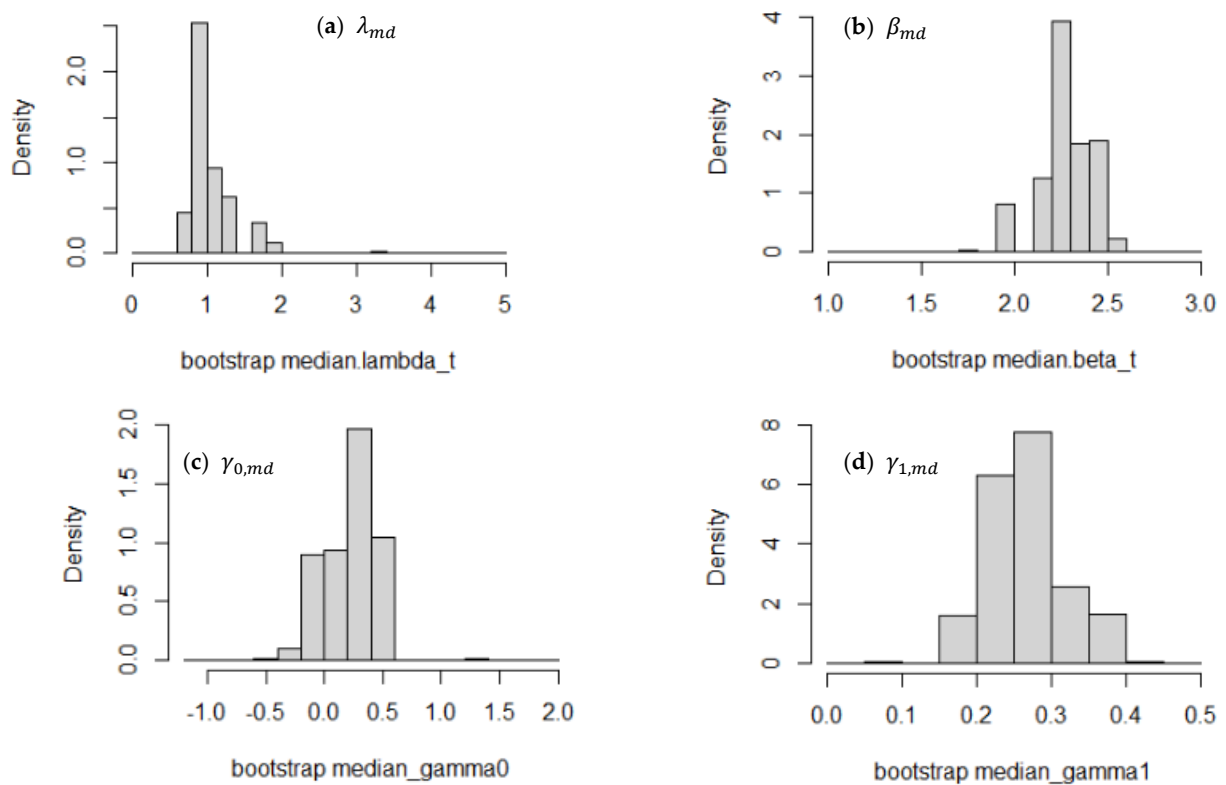 (a) λmd
Density
0.0 1.0 2.0
0 1 2 3 4 5
bootstrap median.lambda_t
(b) βmd
Density
0 1 2 3 4
1.0 1.5 2.0 2.5 3.0
bootstrap median.beta_t
(c) γ0,md
Density
0.0 0.5 1.0 1.5 2.0
-1.0 -0.5 0.0 0.5 1.0 1.5 2.0
bootstrap median_gamma0
(d) γ1,md
Density
0 2 4 6 8
0.0 0.1 0.2 0.3 0.4 0.5
bootstrap median_gamma1